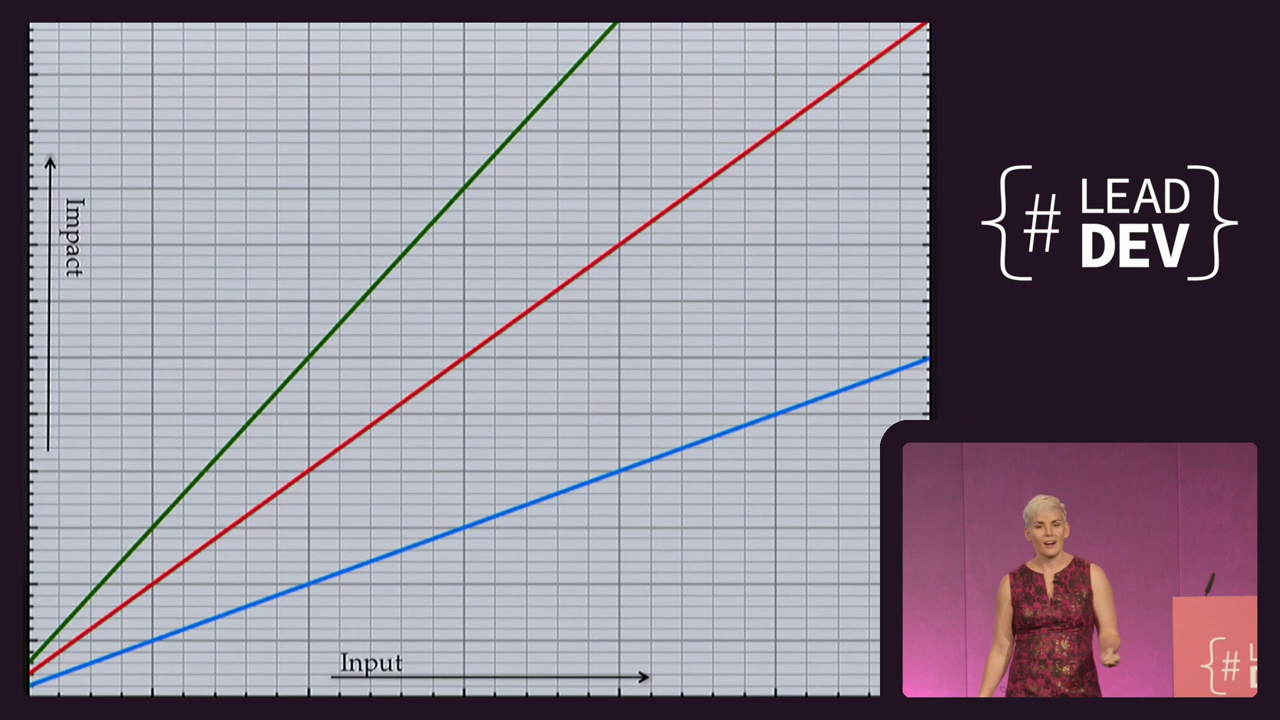 Impact
Input
{# LEAD
DEV}
{# L
D